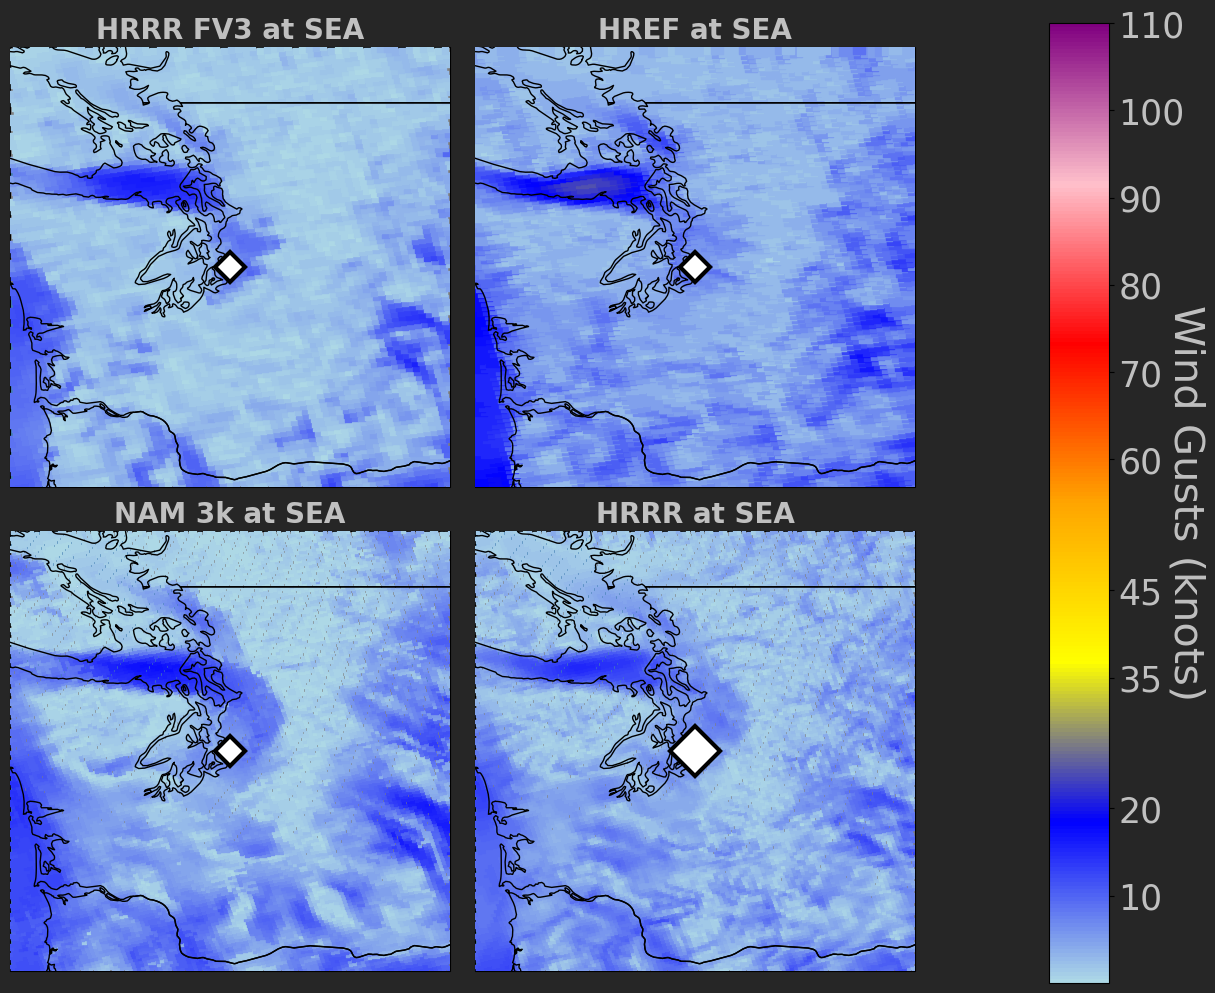 HRRR FV3 at SEA
HREF at SEA
NAM 3k at SEA
HRRR at SEA
110
100
90
80
70
60
45
35
20
10
Wind Gusts (knots)